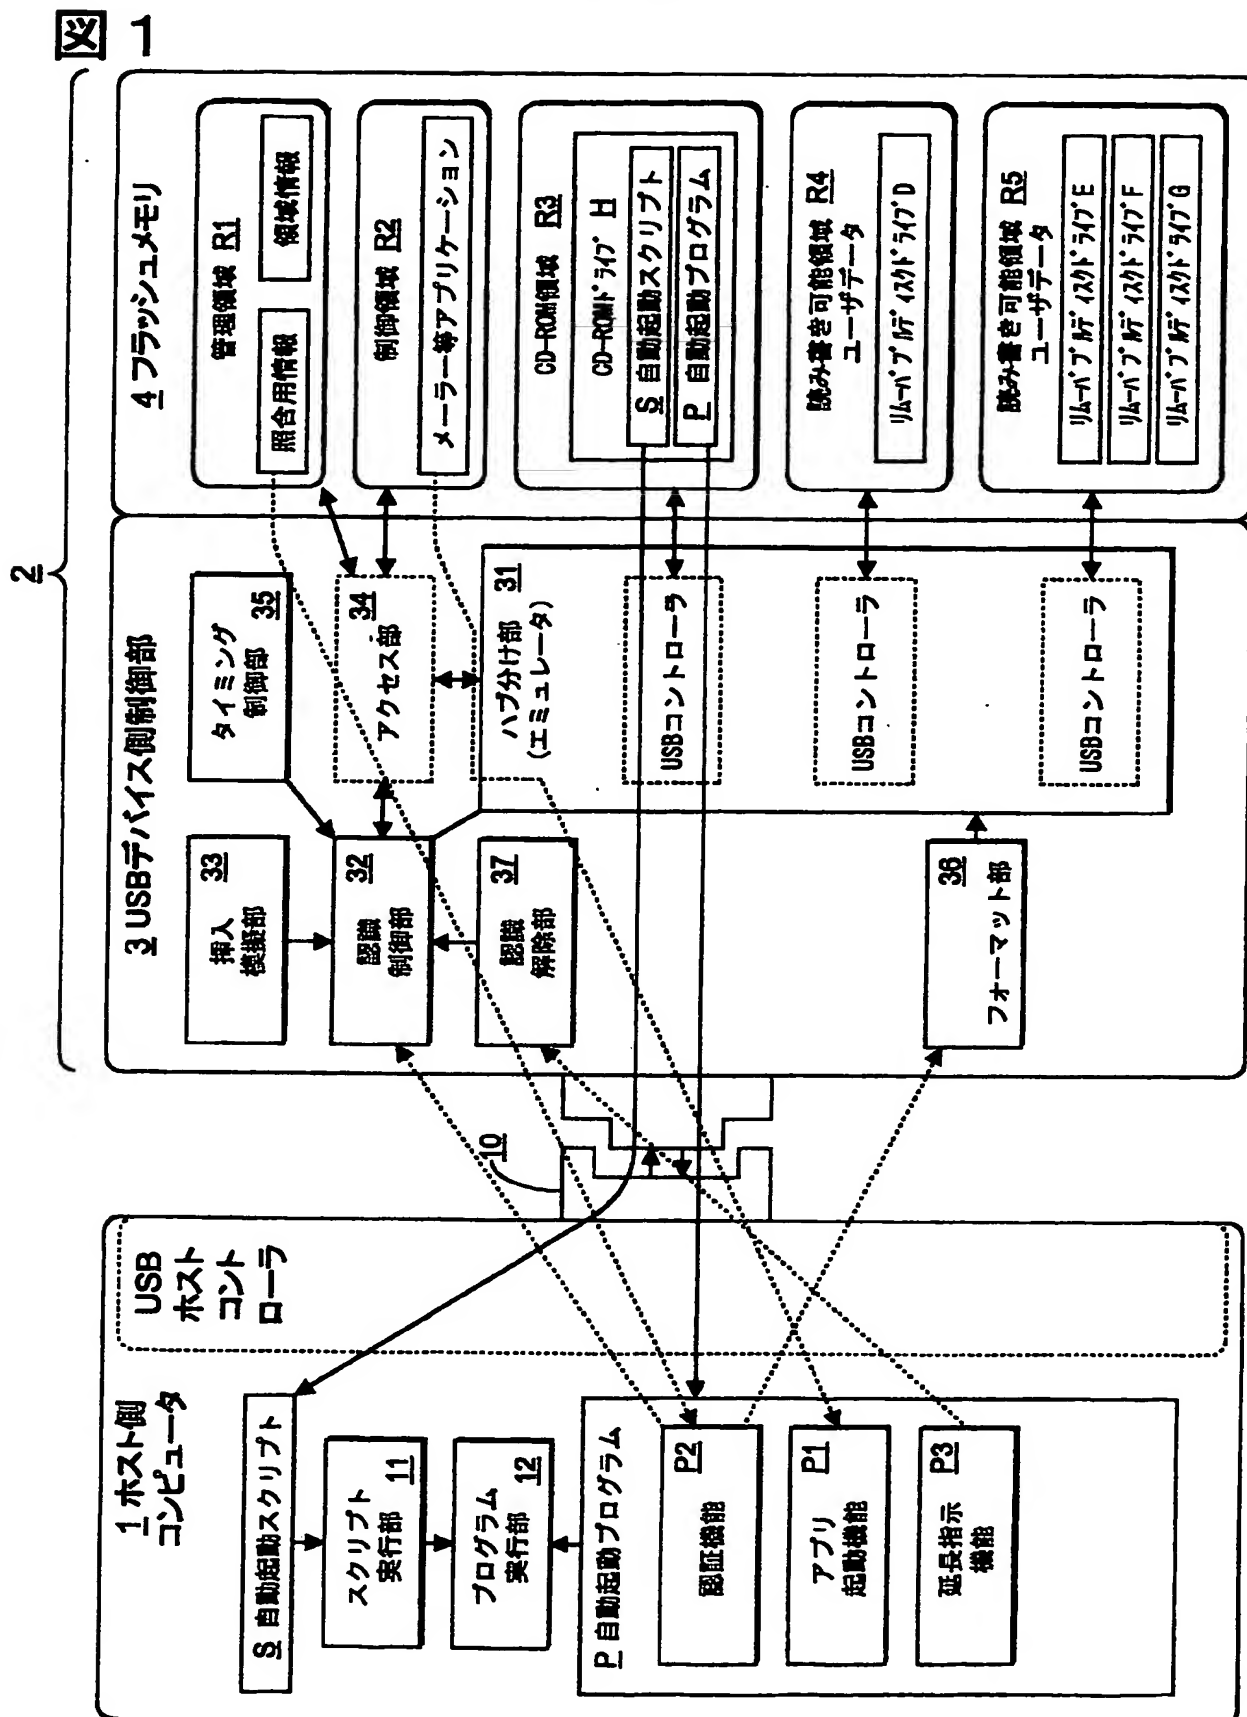 図 1
2
1 ホスト側
コンピュータ
USB
ホスト
コント
ローラ
S 自動起動スクリプト
スクリプト
実行部 11
プログラム
実行部 12
P 自動起動プログラム
P2
認証機能
P1
アプリ
起動機能
P3
延長指示
機能
10
3 USBデバイス側制御部
挿入
模擬部 33
タイミング
制御部 35
認識
制御部 32
アクセス部 34
認識
解除部 37
ハブ分け部 31
(エミュレータ)
USBコントローラ
USBコントローラ
USBコントローラ
フォーマット部 36
4 フラッシュメモリ
管理領域 R1
照合用情報
領域情報
制御領域 R2
メーラー等アプリケーション
CD-ROM領域 R3
CD-ROMドライブ H
S 自動起動スクリプト
P 自動起動プログラム
読み書き可能領域 R4
ユーザデータ
リムーバブルディスクドライブD
読み書き可能領域 R5
ユーザデータ
リムーバブルディスクドライブE
リムーバブルディスクドライブF
リムーバブルディスクドライブG